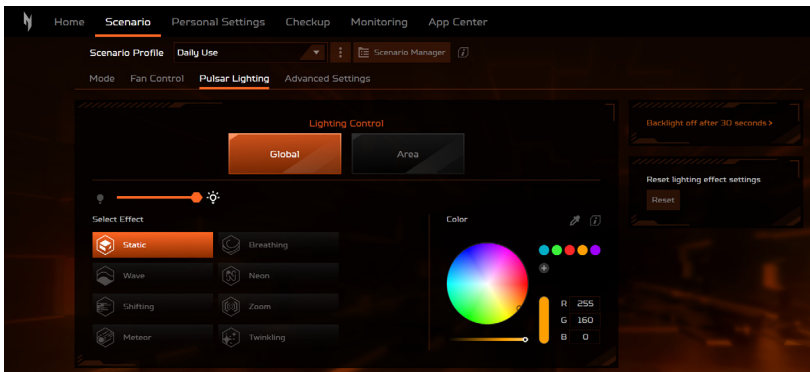 Home Scenario Personal Settings Checkup Monitoring App Center
Scenario Profile Daily Use Scenario Manager
Mode Fan Control Pulsar Lighting Advanced Settings
Lighting Control
Global Area
Select Effect
Static Breathing
Wave Neon
Shifting Zoom
Meteor Twinkling
Color
R 255
G 160
B 0
Backlight off after 30 seconds >
Reset lighting effect settings
Reset